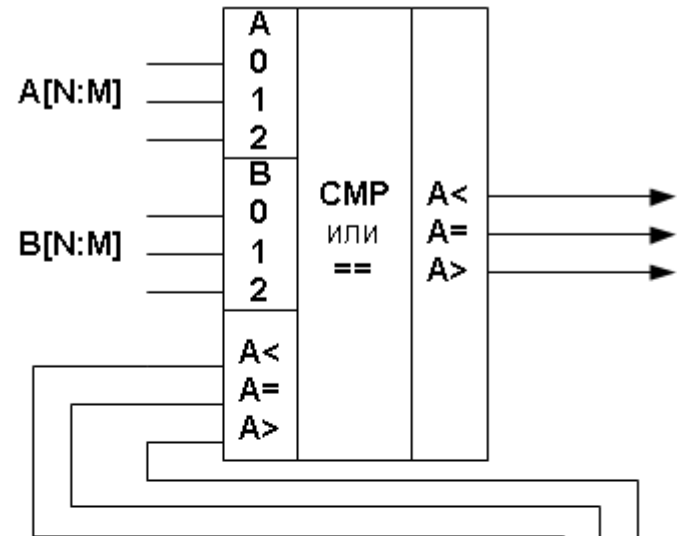 A
0
A[N:M]
1
2
B
0
B[N:M]
1
2
CMP
или
==
A<
A=
A>
A<
A=
A>